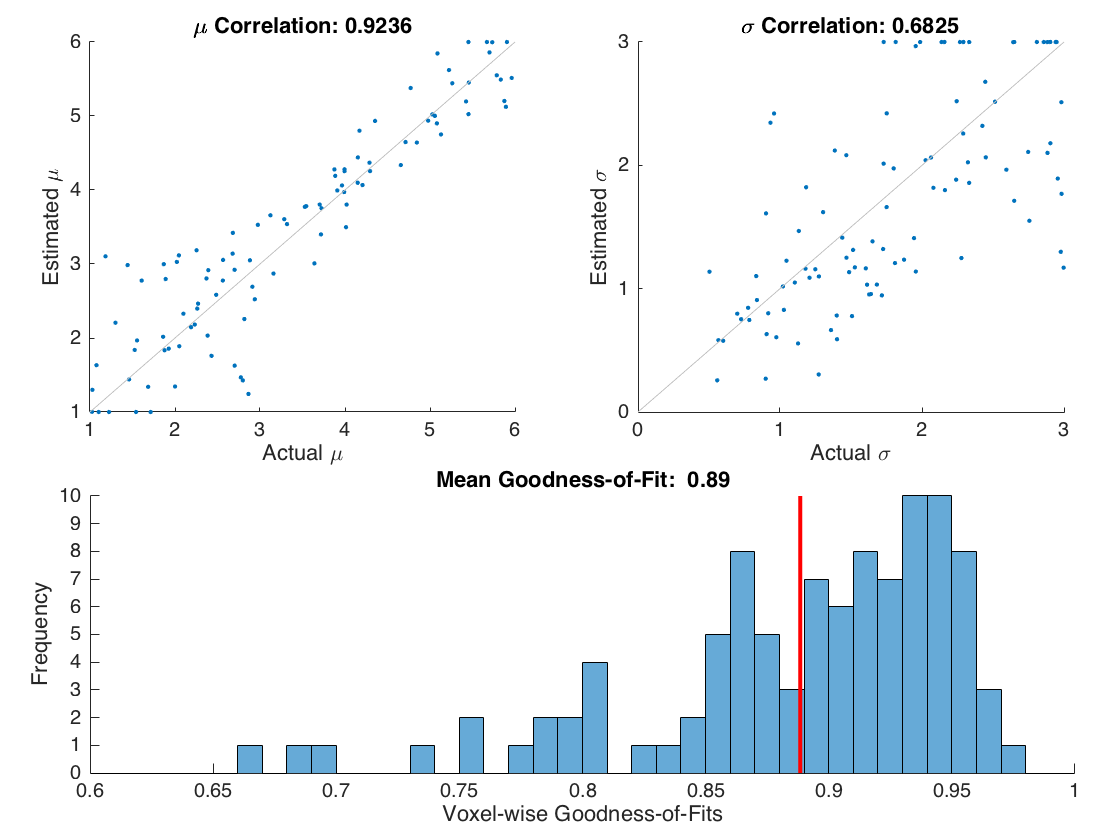 μ Correlation: 0.9236
6
5
4
3
2
1
Estimated μ
1 2 3 4 5 6
Actual μ
σ Correlation: 0.6825
3
2
1
0
Estimated σ
0 1 2 3
Actual σ
Mean Goodness-of-Fit: 0.89
10
9
8
7
6
5
4
3
2
1
0
Frequency
0.6 0.65 0.7 0.75 0.8 0.85 0.9 0.95 1
Voxel-wise Goodness-of-Fits